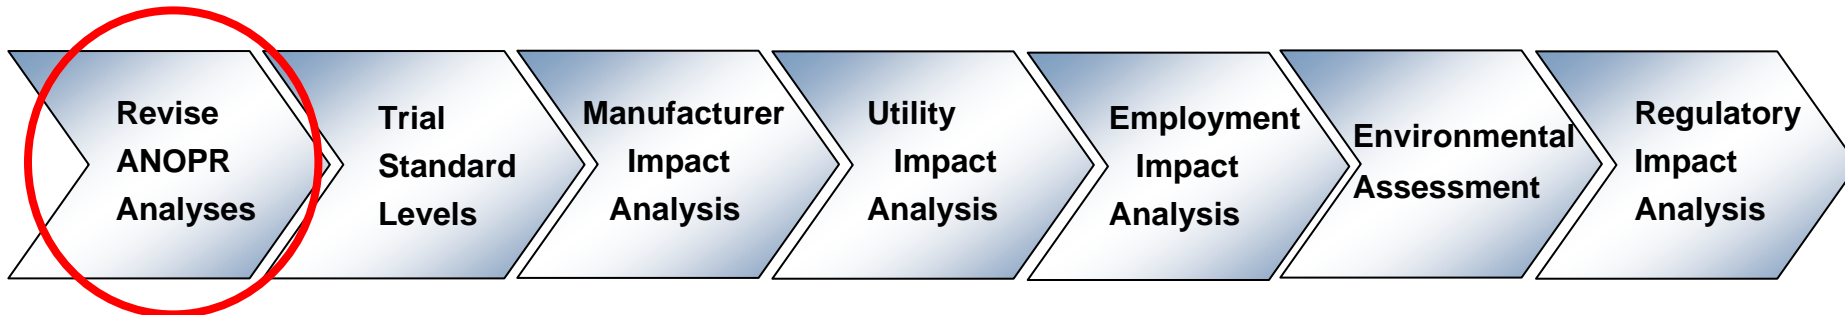 Revise
ANOPR
Analyses
Trial
Standard
Levels
Manufacturer
Impact
Analysis
Utility
Impact
Analysis
Employment
Impact
Analysis
Environmental
Assessment
Regulatory
Impact
Analysis